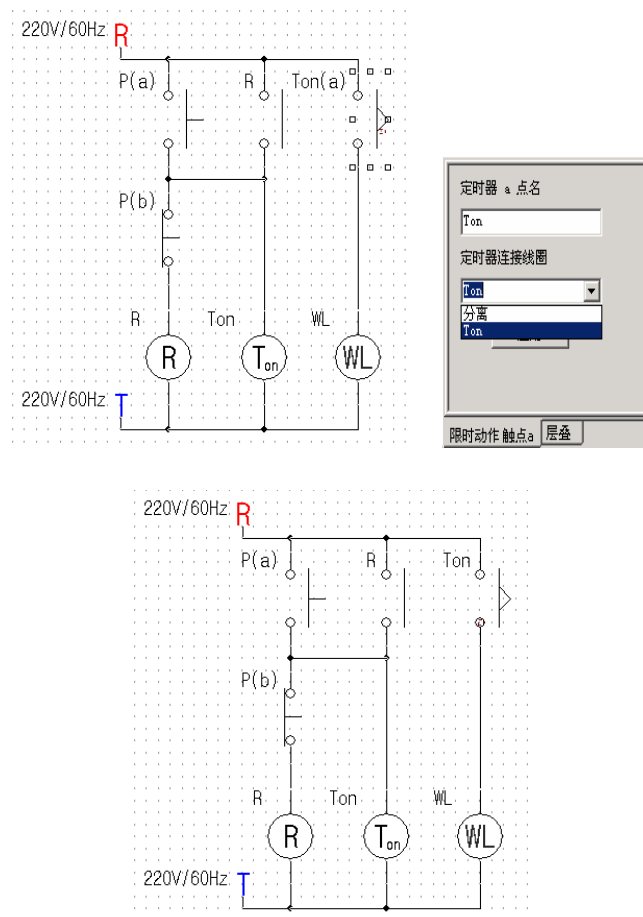 220V/60Hz R
P(a) R Ton(a)
P(b)
R Ton WL
R Ton WL
220V/60Hz T
定时器 a 点名
Ton
定时器连接线圈
Ton
分离
Ton
限时动作 触点a 层叠
220V/60Hz R
P(a) R Ton
P(b)
R Ton WL
R Ton WL
220V/60Hz T